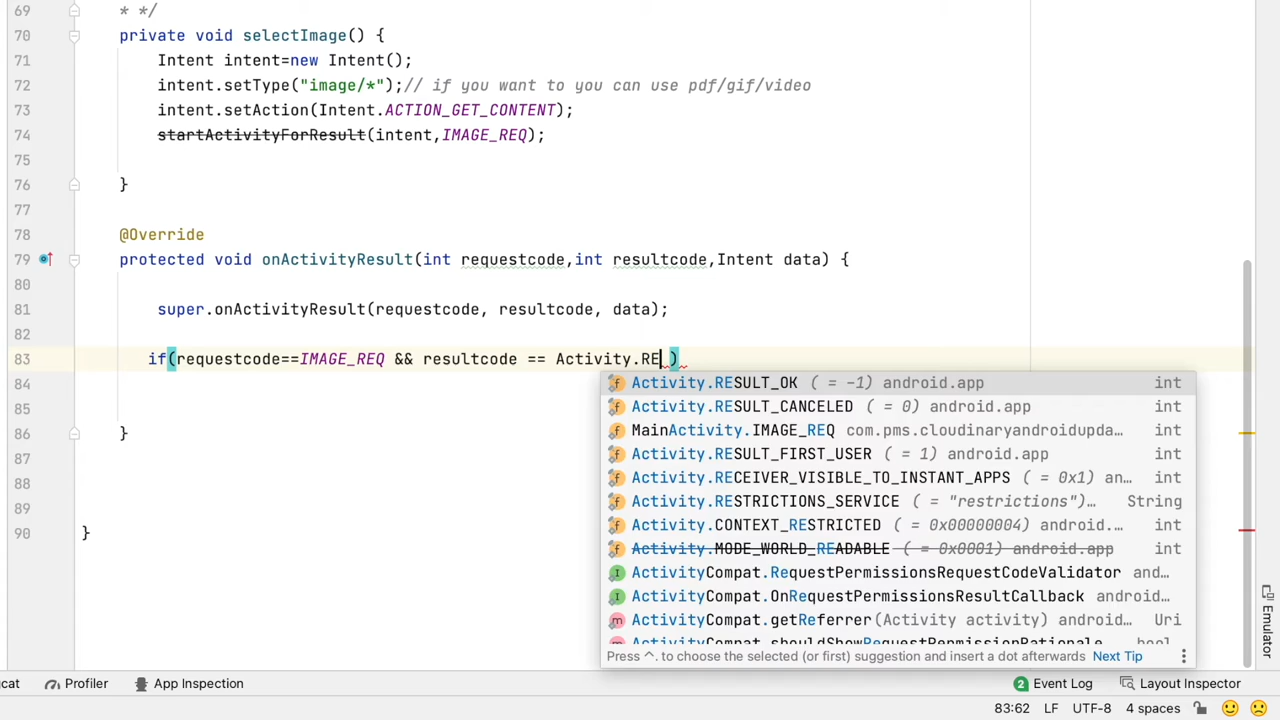 69 * */
70 private void selectImage() {
71 Intent intent=new Intent();
72 intent.setType("image/*");// if you want to you can use pdf/gif/video
73 intent.setAction(Intent.ACTION_GET_CONTENT);
74 startActivityForResult(intent,IMAGE_REQ);
75
76 }
77
78 @Override
79 protected void onActivityResult(int requestcode,int resultcode,Intent data) {
80
81 super.onActivityResult(requestcode, resultcode, data);
82
83 if(requestcode==IMAGE_REQ && resultcode == Activity.RE )
84 Activity.RESULT_OK ( = -1) android.app int
85 Activity.RESULT_CANCELED ( = 0) android.app int
86 } MainActivity.IMAGE_REQ com.pms.cloudinaryandroidupda… int
87 Activity.RESULT_FIRST_USER ( = 1) android.app int
88 Activity.RECEIVER_VISIBLE_TO_INSTANT_APPS ( = 0x1) an… int
89 Activity.RESTRICTIONS_SERVICE ( = "restrictions")… String
90 } Activity.CONTEXT_RESTRICTED ( = 0x00000004) android.… int
Activity.MODE_WORLD_READABLE ( = 0x0001) android.app int
ActivityCompat.RequestPermissionsRequestCodeValidator and…
ActivityCompat.OnRequestPermissionsResultCallback android…
ActivityCompat.getReferrer(Activity activity) android… Uri
ActivityCompat.shouldShowRequestPermissionRationale bool
Press ^. to choose the selected (or first) suggestion and insert a dot afterwards Next Tip
Emulator
cat Profiler App Inspection 2 Event Log Layout Inspector
83:62 LF UTF-8 4 spaces